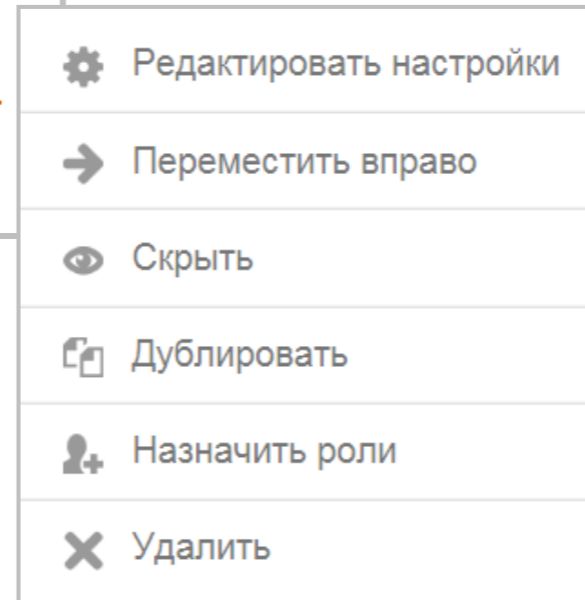 Редактировать настройки
Переместить вправо
Скрыть
Дублировать
Назначить роли
Удалить